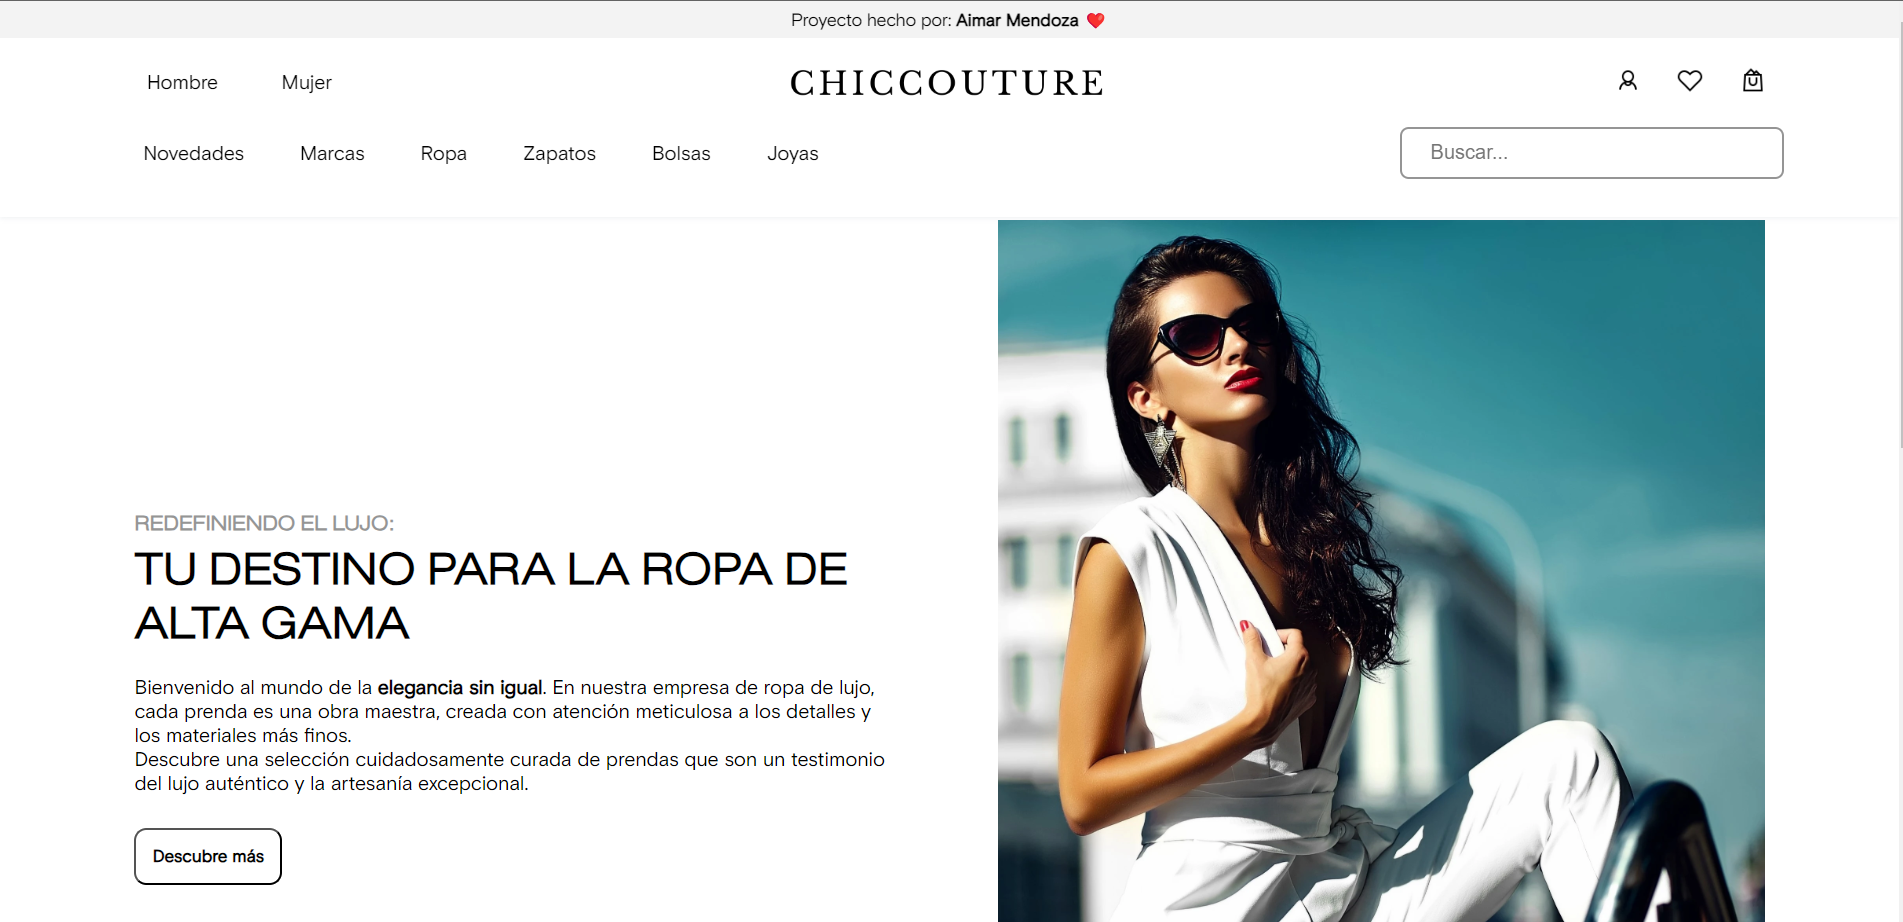 Proyecto hecho por: Aimar Mendoza ❤️
Hombre Mujer CHICCOUTURE
Novedades Marcas Ropa Zapatos Bolsas Joyas Buscar...
REDEFINIENDO EL LUJO:
TU DESTINO PARA LA ROPA DE
ALTA GAMA
Bienvenido al mundo de la elegancia sin igual. En nuestra empresa de ropa de lujo,
cada prenda es una obra maestra, creada con atención meticulosa a los detalles y
los materiales más finos.
Descubre una selección cuidadosamente curada de prendas que son un testimonio
del lujo auténtico y la artesanía excepcional.
Descubre más